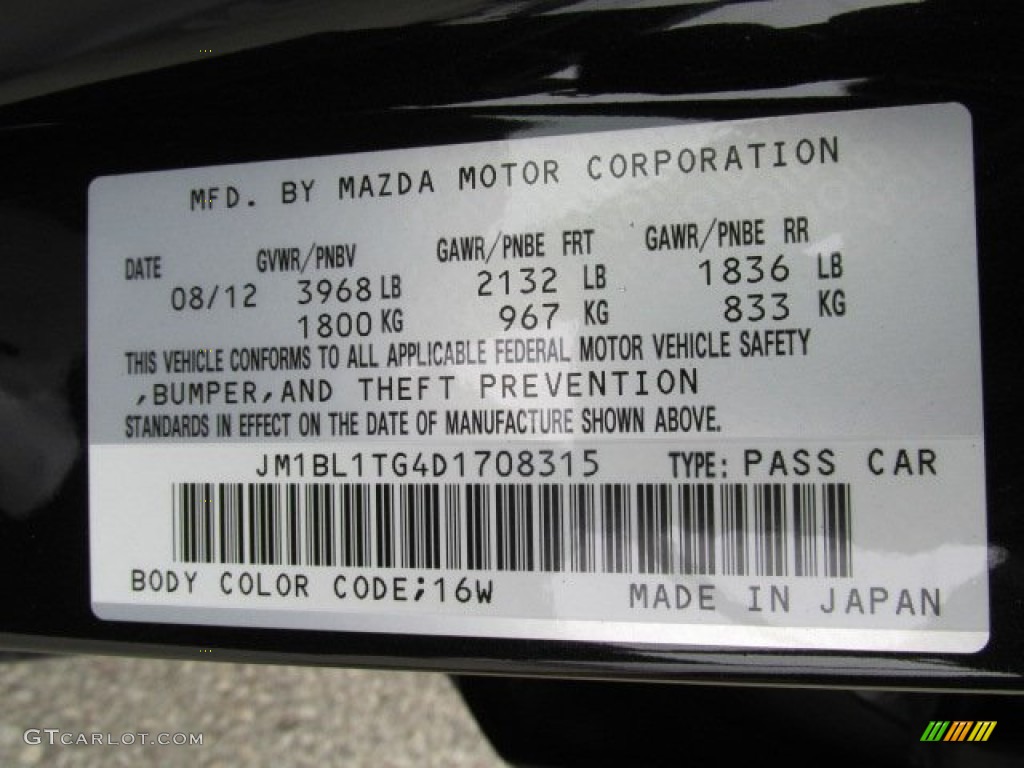 MFD. BY MAZDA MOTOR CORPORATION
DATE GVWR/PNBV GAWR/PNBE FRT GAWR/PNBE RR
08/12 3968 LB 2132 LB 1836 LB
1800 KG 967 KG 833 KG
THIS VEHICLE CONFORMS TO ALL APPLICABLE FEDERAL MOTOR VEHICLE SAFETY
,BUMPER,AND THEFT PREVENTION
STANDARDS IN EFFECT ON THE DATE OF MANUFACTURE SHOWN ABOVE.
JM1BL1TG4D1708315 TYPE: PASS CAR
BODY COLOR CODE;16W MADE IN JAPAN
GTCARLOT.COM